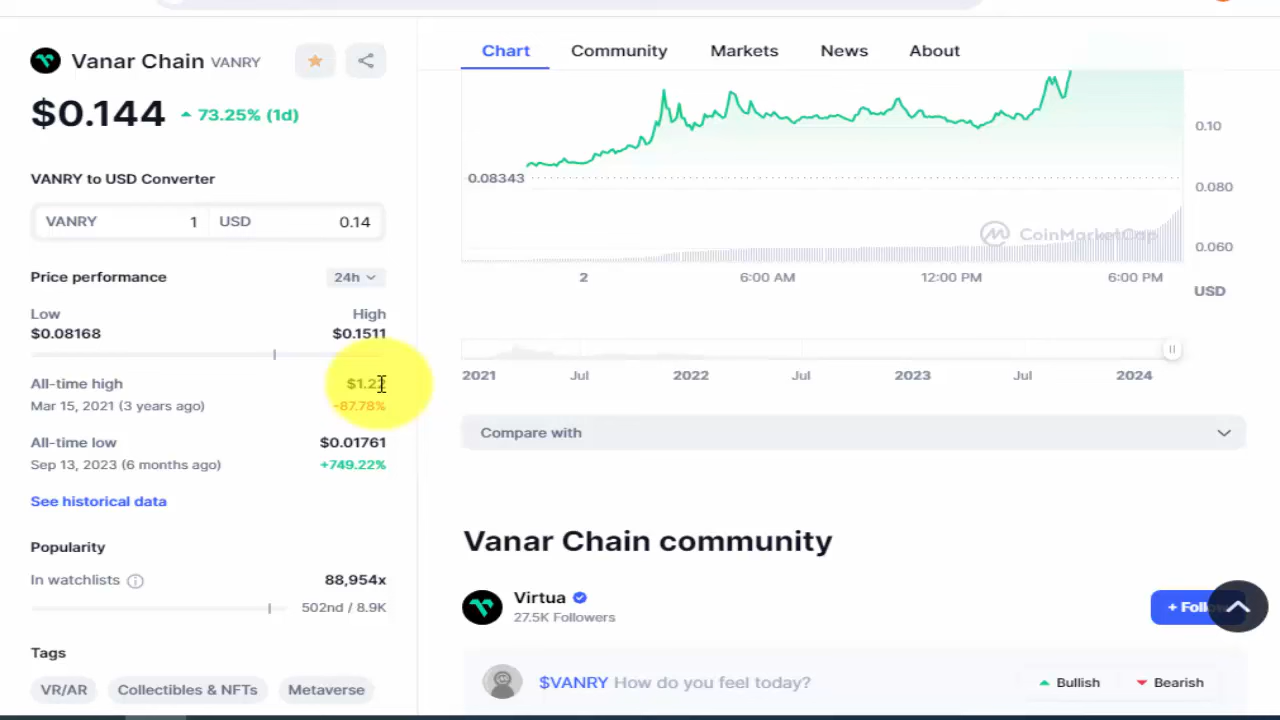 Vanar Chain VANRY
$0.144 73.25% (1d)
VANRY to USD Converter
VANRY 1 USD 0.14
Price performance
24h
Low High
$0.08168 $0.1511
All-time high $1.22
Mar 15, 2021 (3 years ago) -87.78%
All-time low $0.01761
Sep 13, 2023 (6 months ago) +749.22%
See historical data
Popularity
In watchlists 88,954x
502nd / 8.9K
Tags
VR/AR Collectibles & NFTs Metaverse
Chart Community Markets News About
0.10
0.08343
0.080
CoinMarketCap
0.060
2 6:00 AM 12:00 PM 6:00 PM
USD
2021 Jul 2022 Jul 2023 Jul 2024
Compare with
Vanar Chain community
Virtua
27.5K Followers
+ Follow
$VANRY How do you feel today?
Bullish Bearish